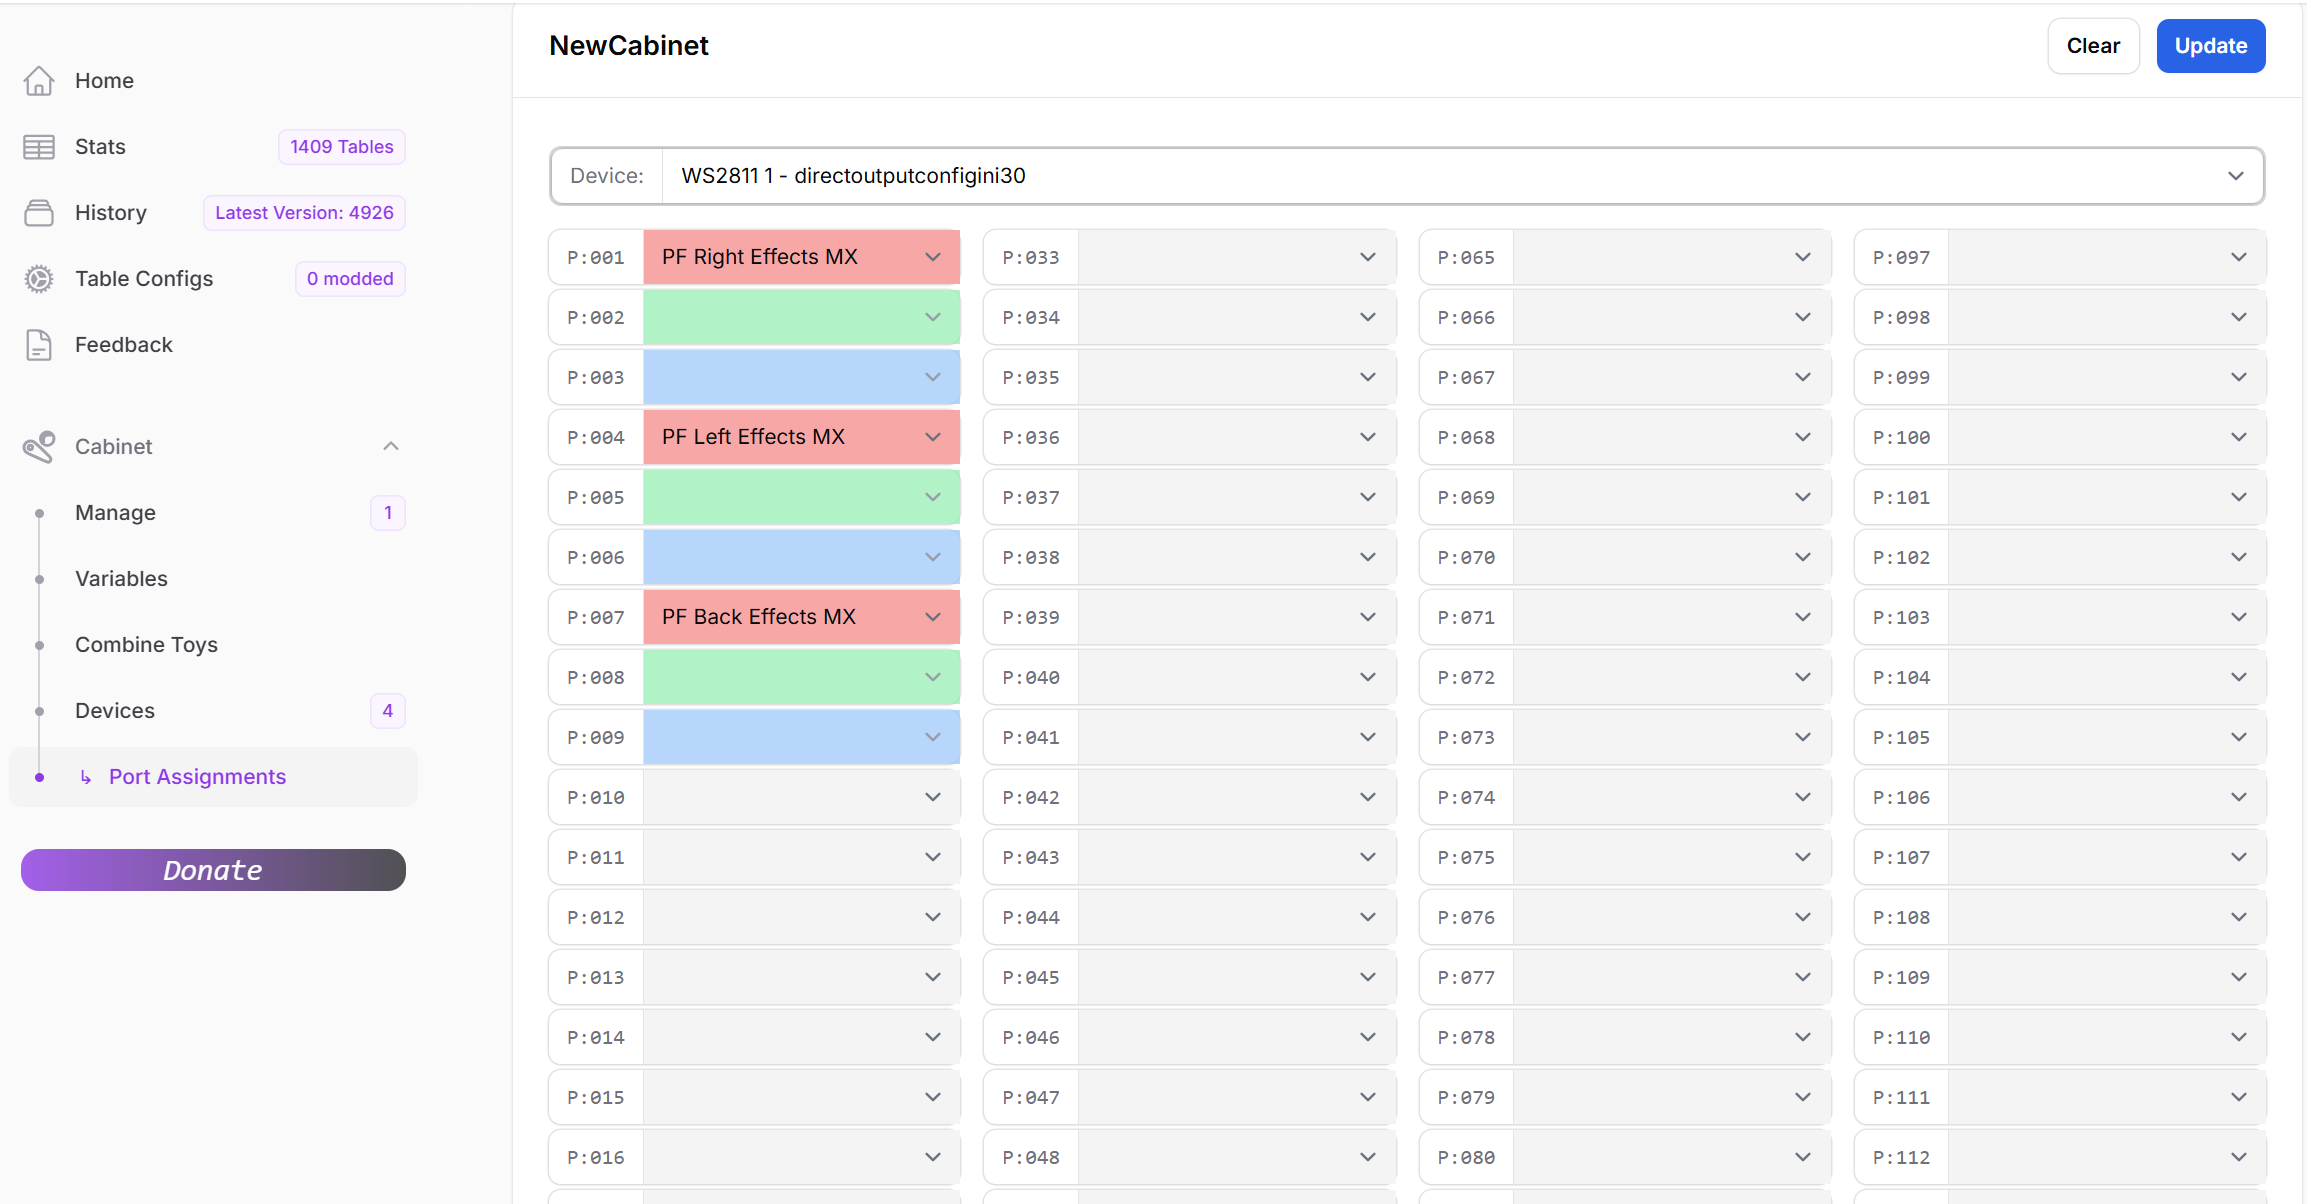 Home
Stats
1409 Tables
History
Latest Version: 4926
Table Configs
0 modded
Feedback
Cabinet
Manage
1
Variables
Combine Toys
Devices
4
↳ Port Assignments
Donate
NewCabinet
Clear
Update
Device:
WS2811 1 - directoutputconfigini30
P:001 PF Right Effects MX
P:002
P:003
P:004 PF Left Effects MX
P:005
P:006
P:007 PF Back Effects MX
P:008
P:009
P:010
P:011
P:012
P:013
P:014
P:015
P:016
P:033
P:034
P:035
P:036
P:037
P:038
P:039
P:040
P:041
P:042
P:043
P:044
P:045
P:046
P:047
P:048
P:065
P:066
P:067
P:068
P:069
P:070
P:071
P:072
P:073
P:074
P:075
P:076
P:077
P:078
P:079
P:080
P:097
P:098
P:099
P:100
P:101
P:102
P:103
P:104
P:105
P:106
P:107
P:108
P:109
P:110
P:111
P:112